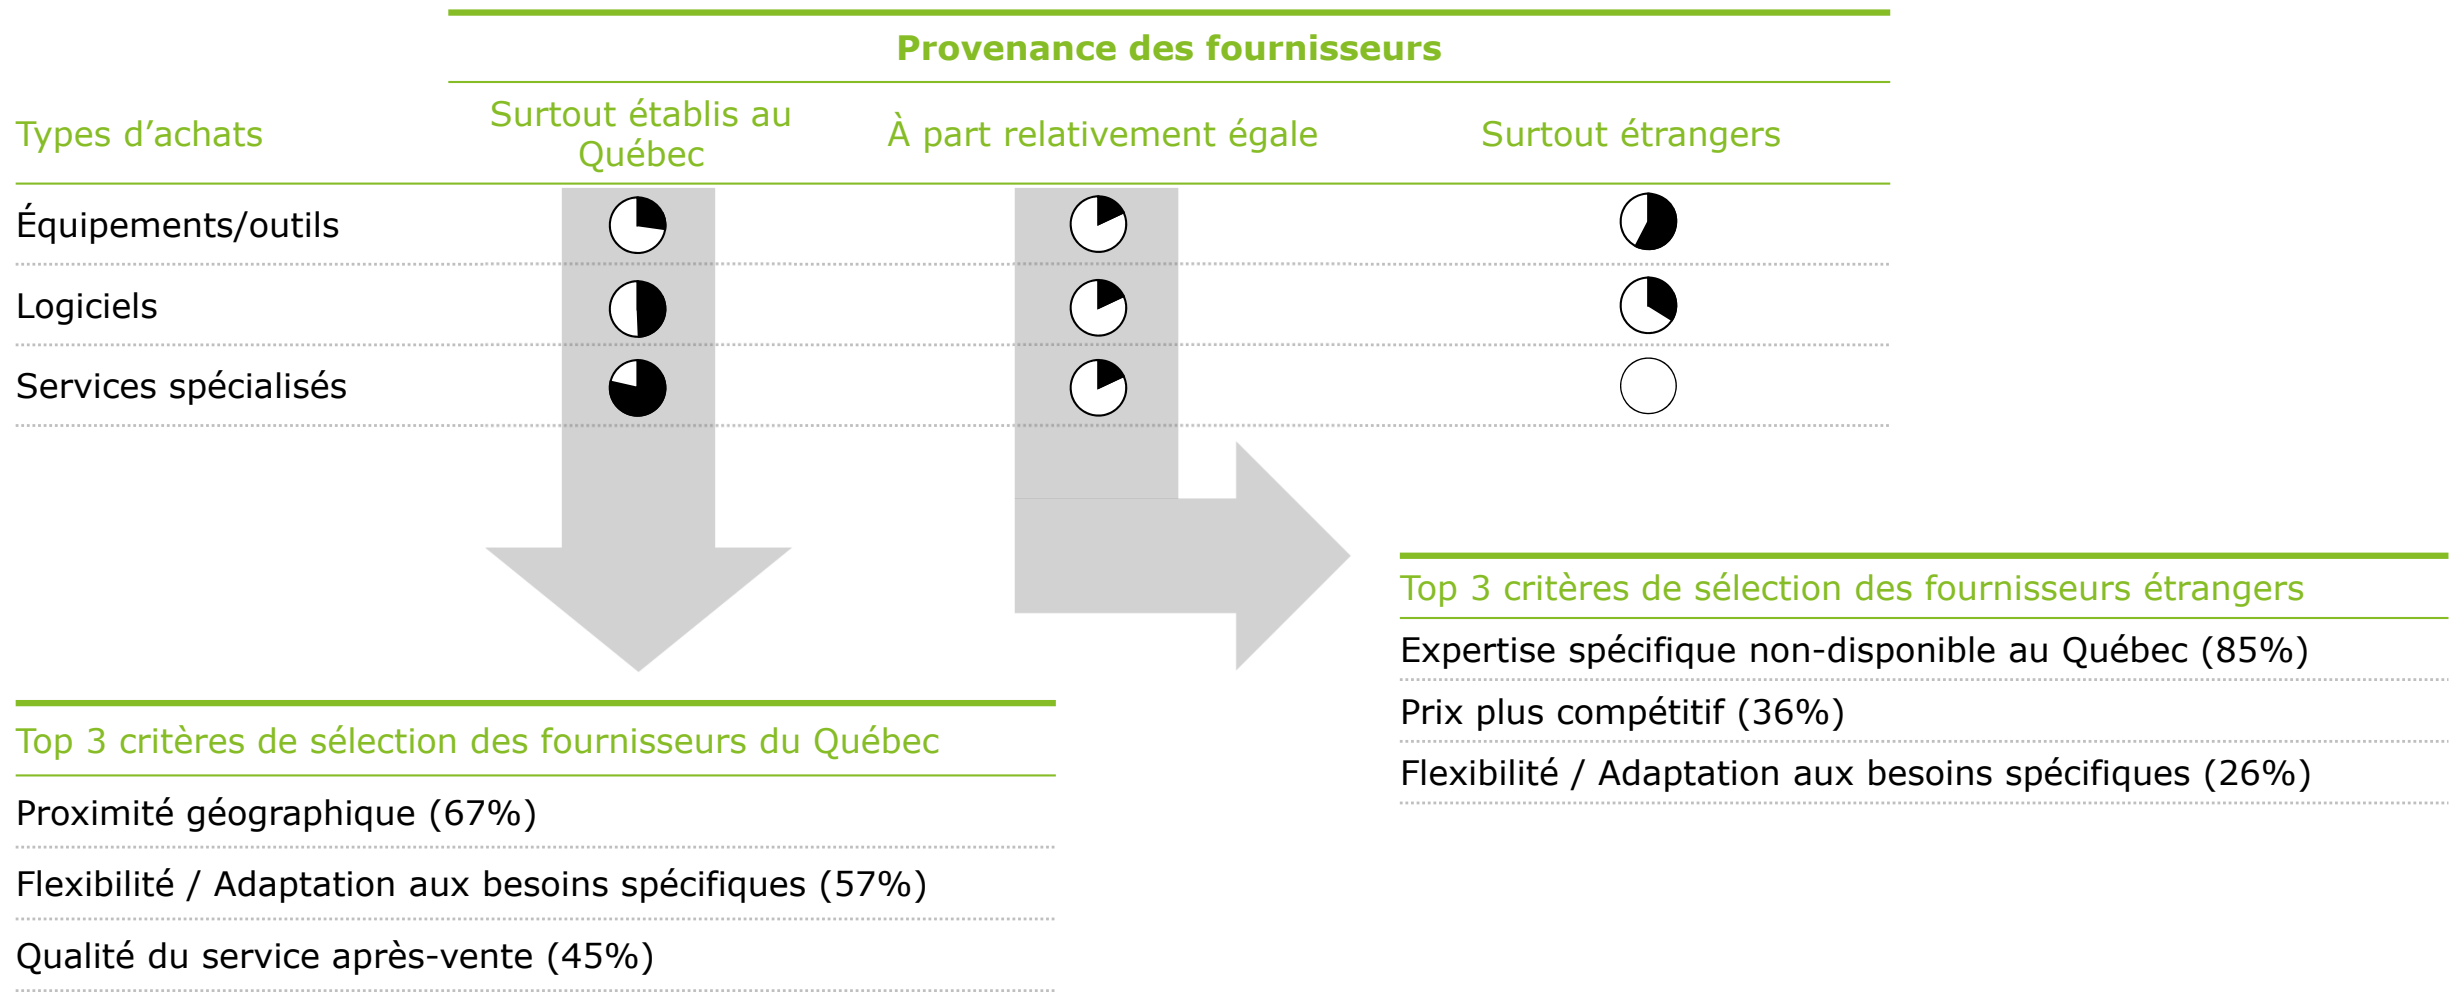 Provenance des fournisseurs
Types d’achats
Surtout établis au
Québec
À part relativement égale
Surtout étrangers
Équipements/outils
Logiciels
Services spécialisés
Top 3 critères de sélection des fournisseurs étrangers
Expertise spécifique non-disponible au Québec (85%)
Prix plus compétitif (36%)
Flexibilité / Adaptation aux besoins spécifiques (26%)
Top 3 critères de sélection des fournisseurs du Québec
Proximité géographique (67%)
Flexibilité / Adaptation aux besoins spécifiques (57%)
Qualité du service après-vente (45%)